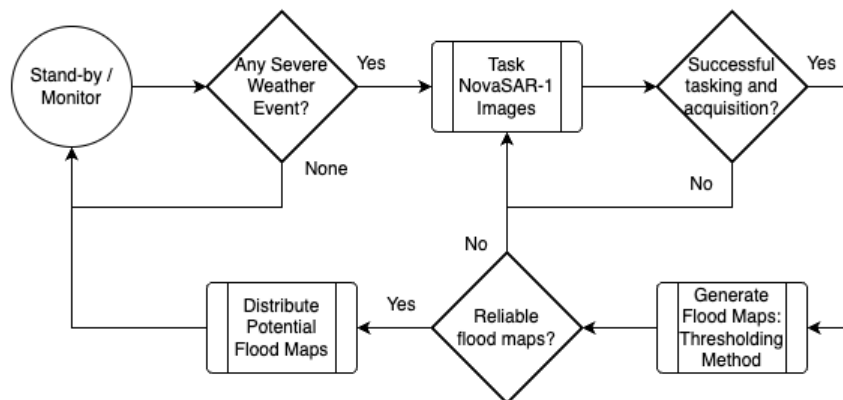 Stand-by /
Monitor
Any Severe
Weather
Event?
Yes
None
Task
NovaSAR-1
Images
Successful
tasking and
acquisition?
Yes
No
Generate
Flood Maps:
Thresholding
Method
Reliable
flood maps?
No
Yes
Distribute
Potential
Flood Maps